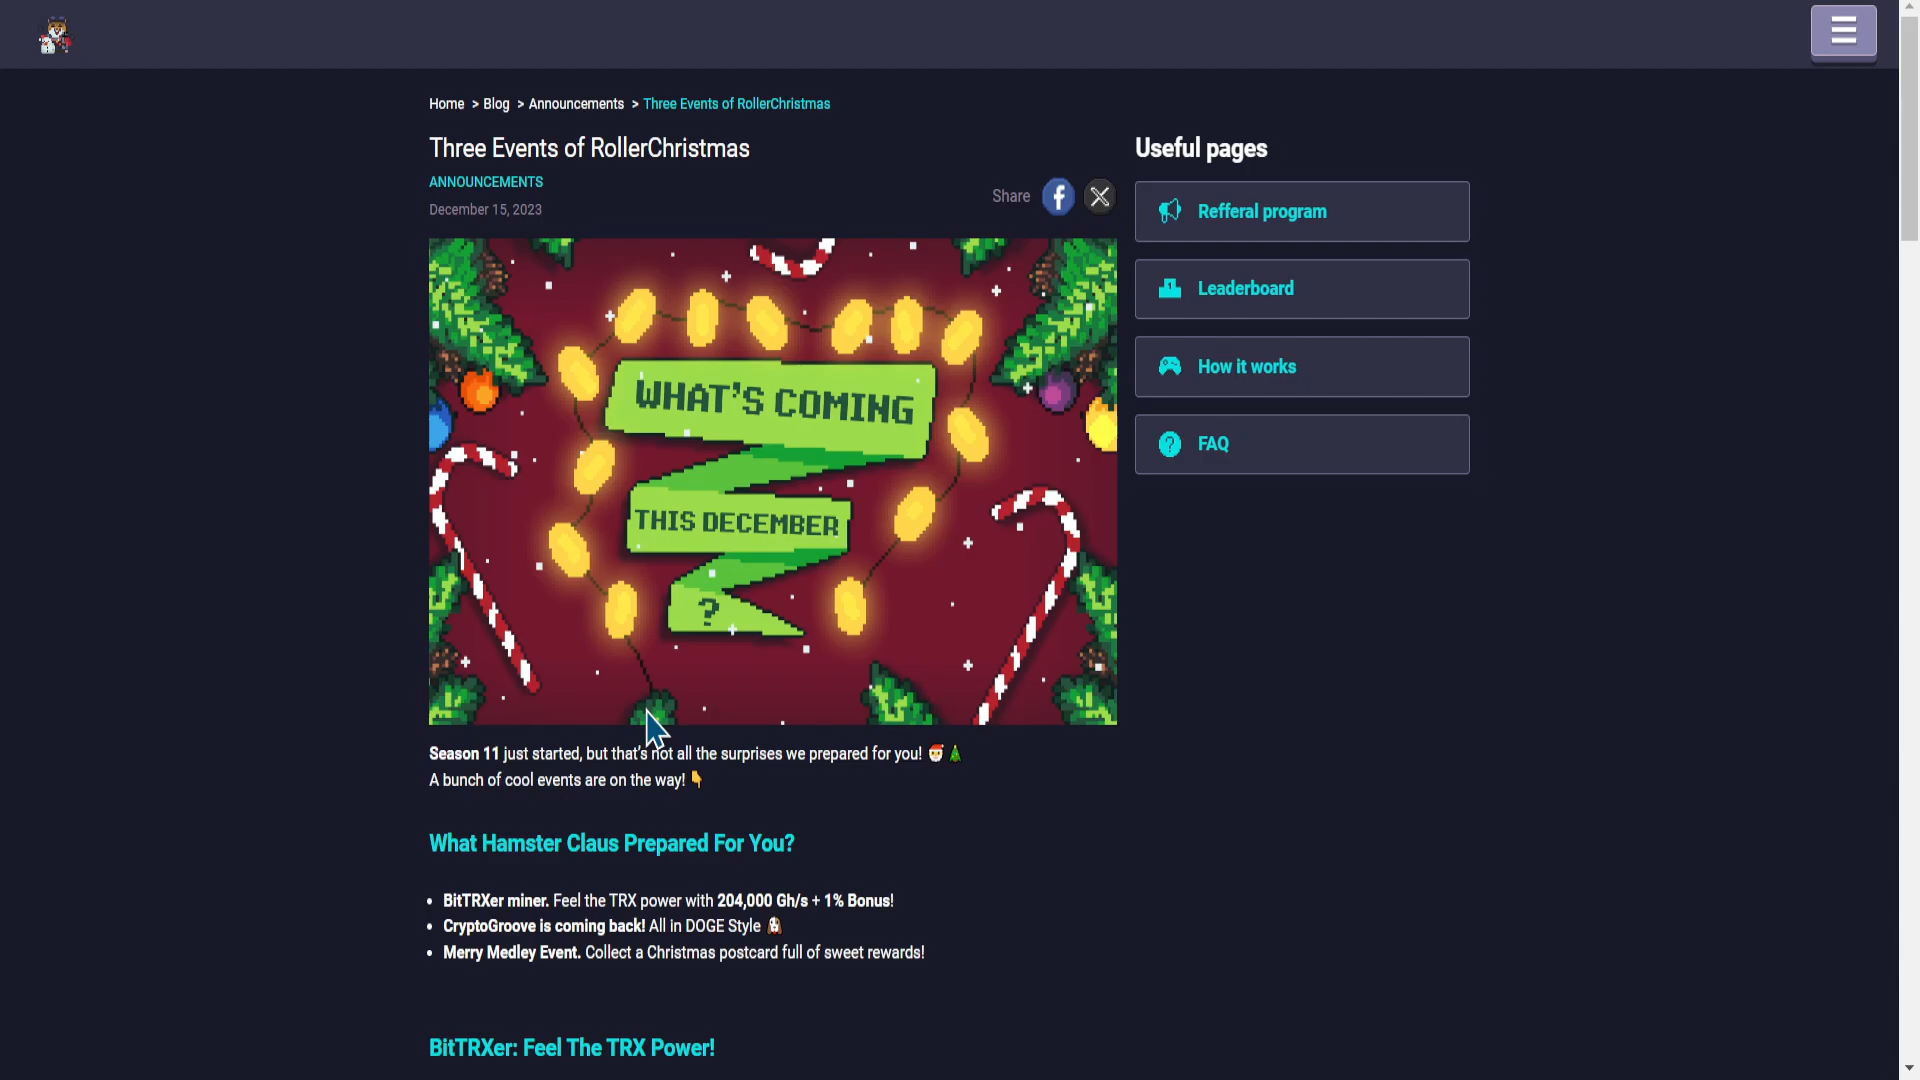 Home > Blog > Announcements > Three Events of RollerChristmas
Three Events of RollerChristmas
ANNOUNCEMENTS
December 15, 2023
Share
WHAT'S COMING
THIS DECEMBER
?
Season 11 just started, but that's not all the surprises we prepared for you! 🎅🎄
A bunch of cool events are on the way! 👇
What Hamster Claus Prepared For You?
• BitTRXer miner. Feel the TRX power with 204,000 Gh/s + 1% Bonus!
• CryptoGroove is coming back! All in DOGE Style 🐶
• Merry Medley Event. Collect a Christmas postcard full of sweet rewards!
BitTRXer: Feel The TRX Power!
Useful pages
Refferal program
Leaderboard
How it works
FAQ